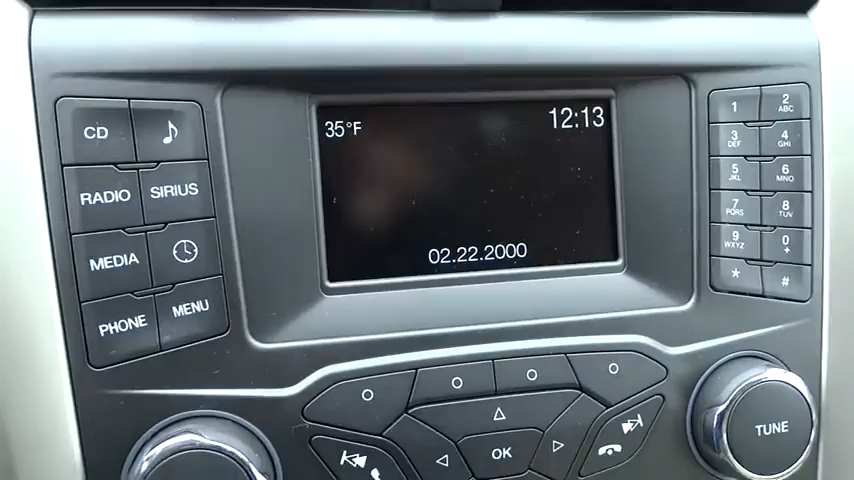 35°F
12:13
02.22.2000
CD
RADIO
SIRIUS
MEDIA
PHONE
MENU
1
2
ABC
3
DEF
4
GHI
5
JKL
6
MNO
7
PQRS
8
TUV
9
WXYZ
0
+
*
#
OK
TUNE